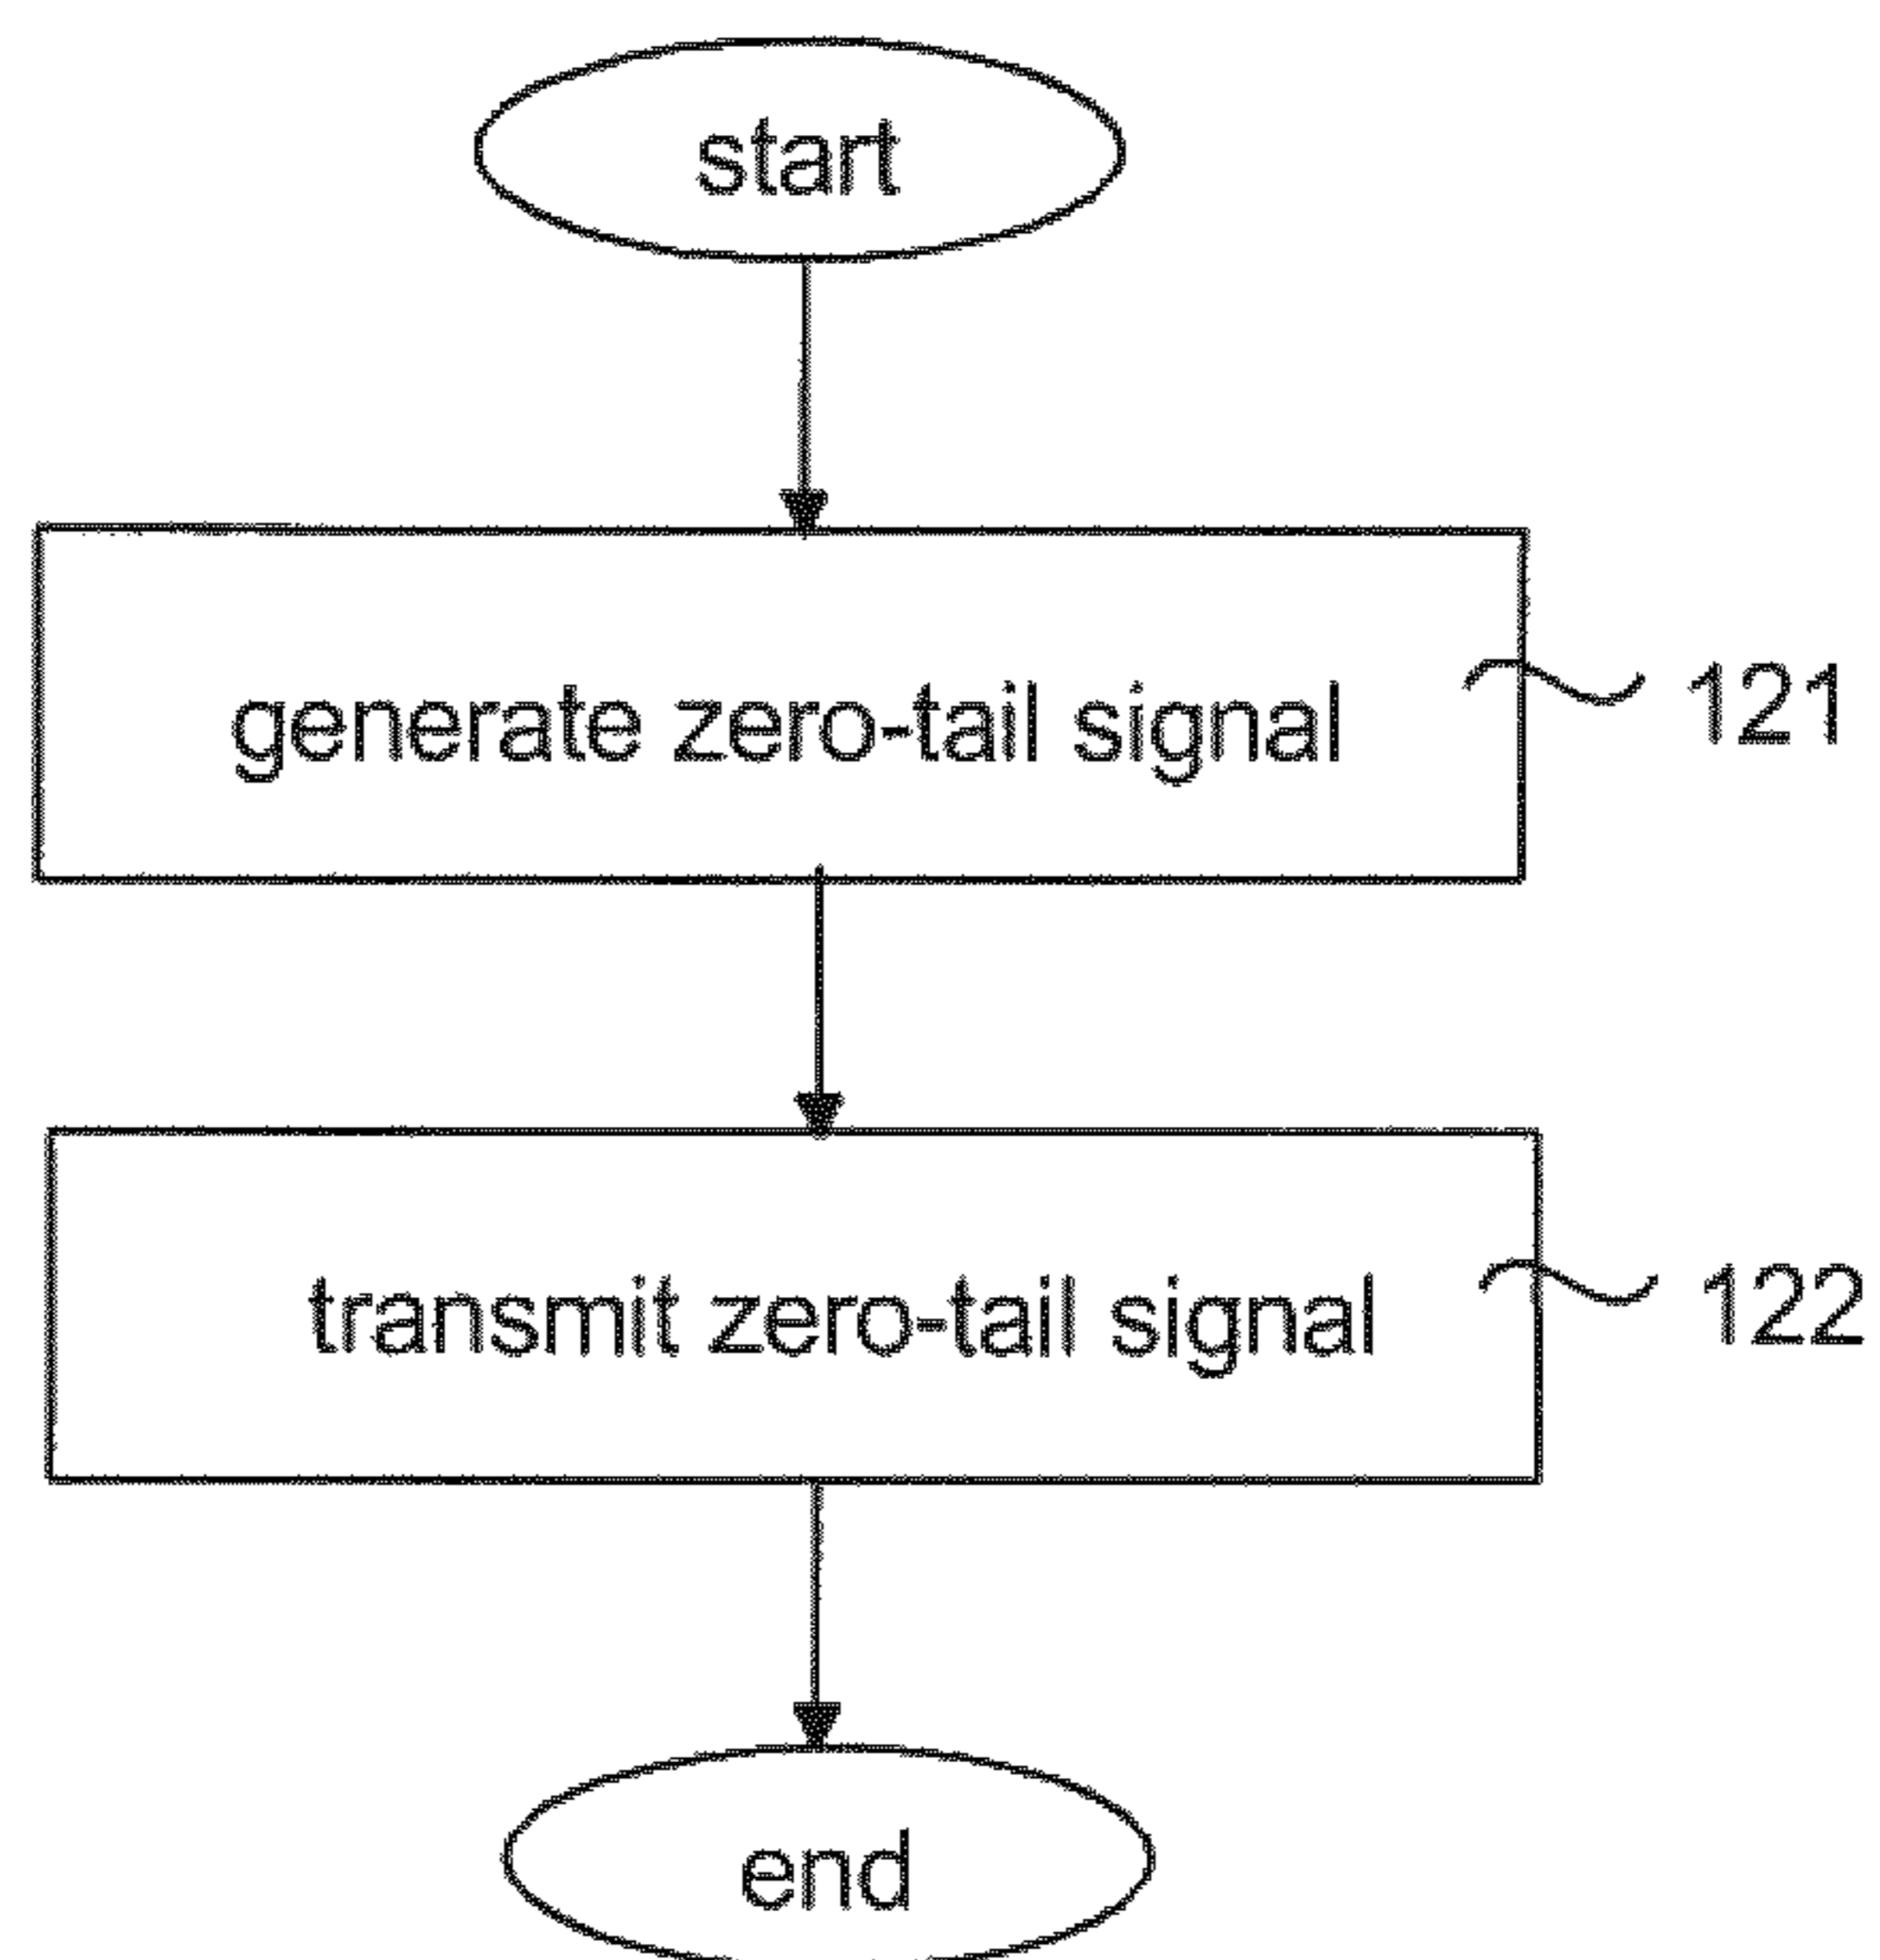 start
generate zero-tail signal
121
transmit zero-tail signal
122
end